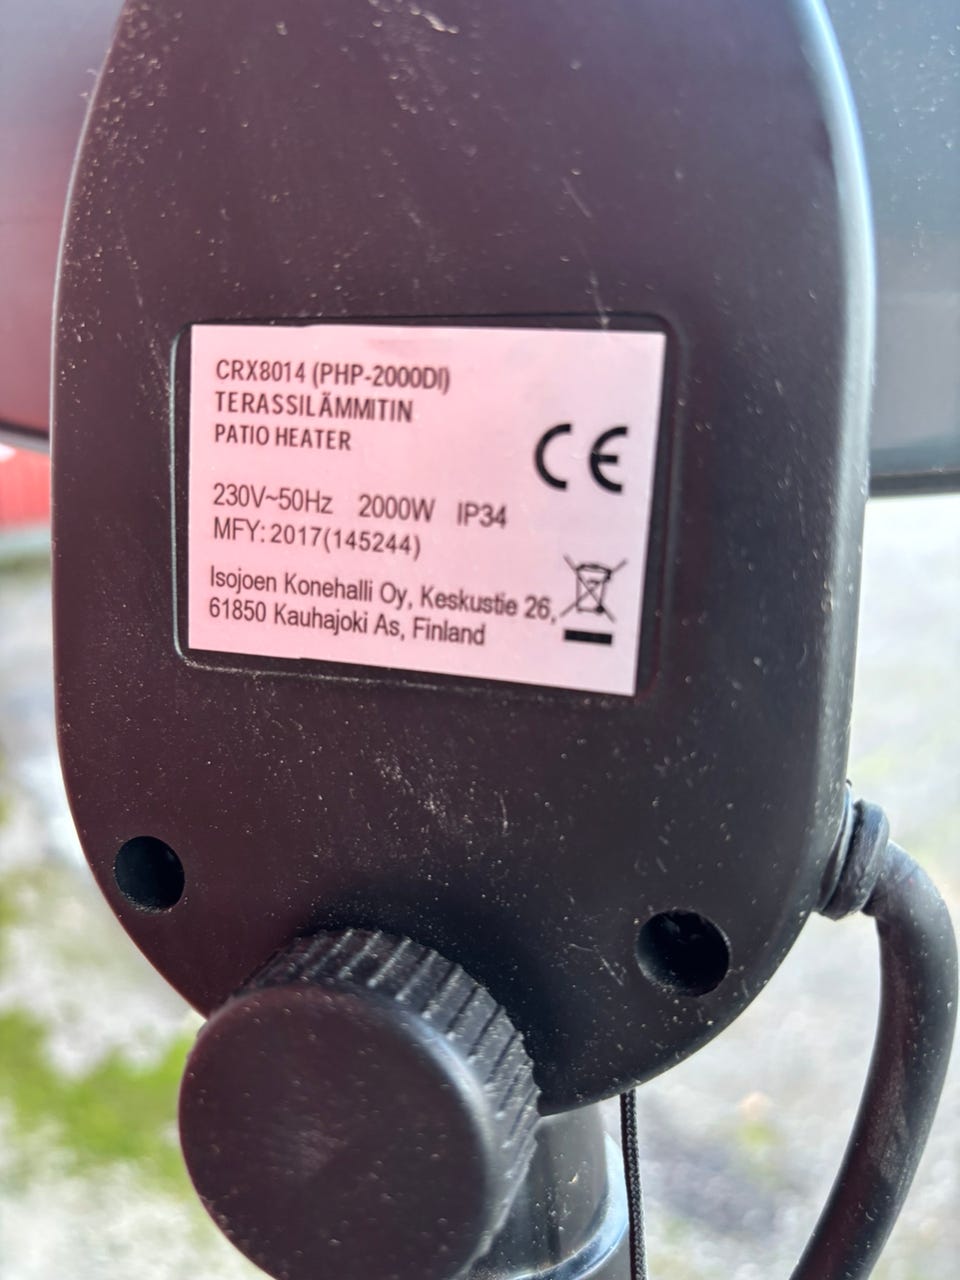 CRX8014 (PHP-2000DI)
TERASSILÄMMITIN
PATIO HEATER
CE
230V~50Hz 2000W IP34
MFY: 2017(145244)
Isojoen Konehalli Oy, Keskustie 26,
61850 Kauhajoki As, Finland